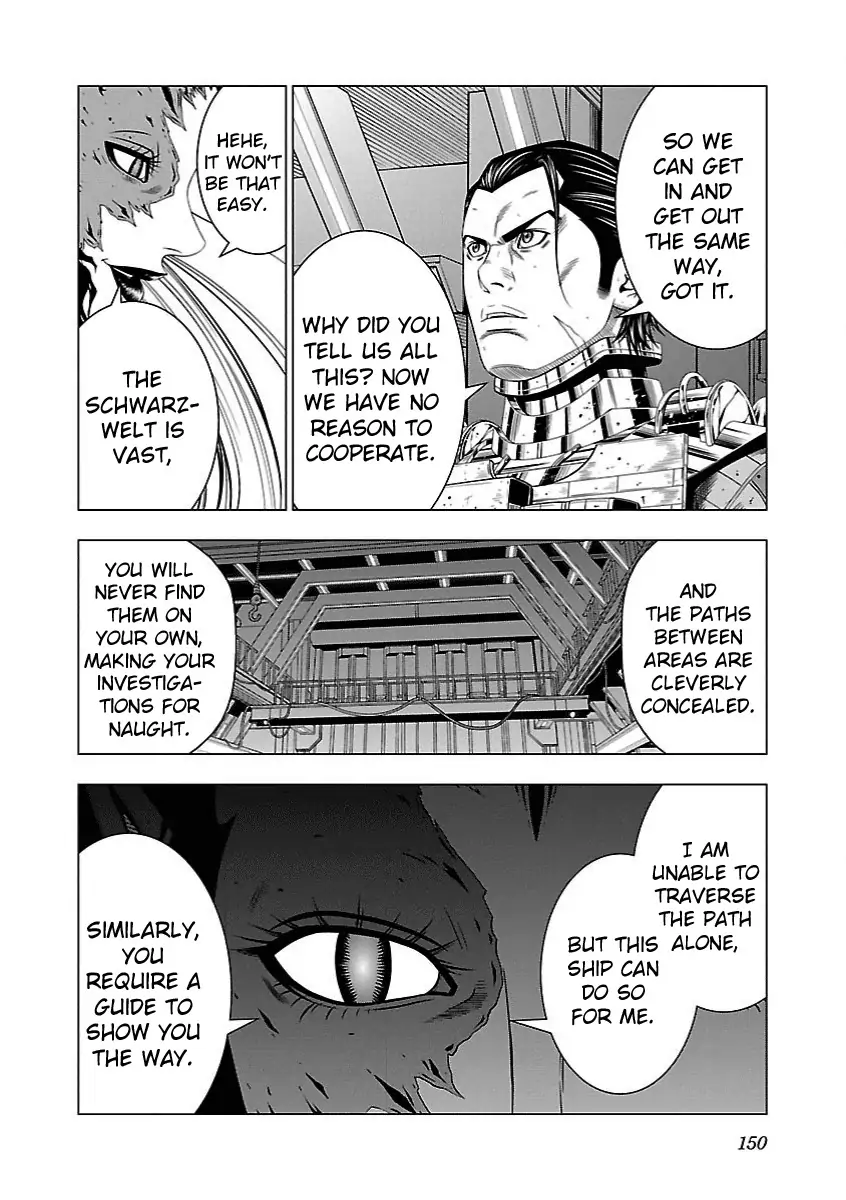 SO WE
CAN GET
IN AND
GET OUT
THE SAME
WAY,
GOT IT.
WHY DID YOU
TELL US ALL
THIS? NOW
WE HAVE NO
REASON TO
COOPERATE.
HEHE,
IT WON'T
BE THAT
EASY.
THE
SCHWARZ-
WELT IS
VAST,
AND
THE PATHS
BETWEEN
AREAS ARE
CLEVERLY
CONCEALED.
YOU WILL
NEVER FIND
THEM ON
YOUR OWN,
MAKING YOUR
INVESTIGA-
TIONS FOR
NAUGHT.
I AM
UNABLE TO
TRAVERSE
THE PATH
ALONE,
BUT THIS
SHIP CAN
DO SO
FOR ME.
SIMILARLY,
YOU
REQUIRE A
GUIDE TO
SHOW YOU
THE WAY.
150